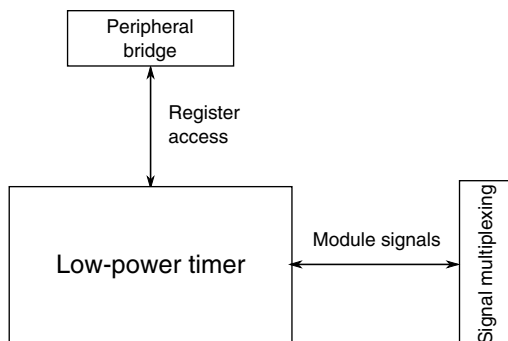 Peripheral
bridge
Register
access
Low-power timer
Module signals
Signal multiplexing